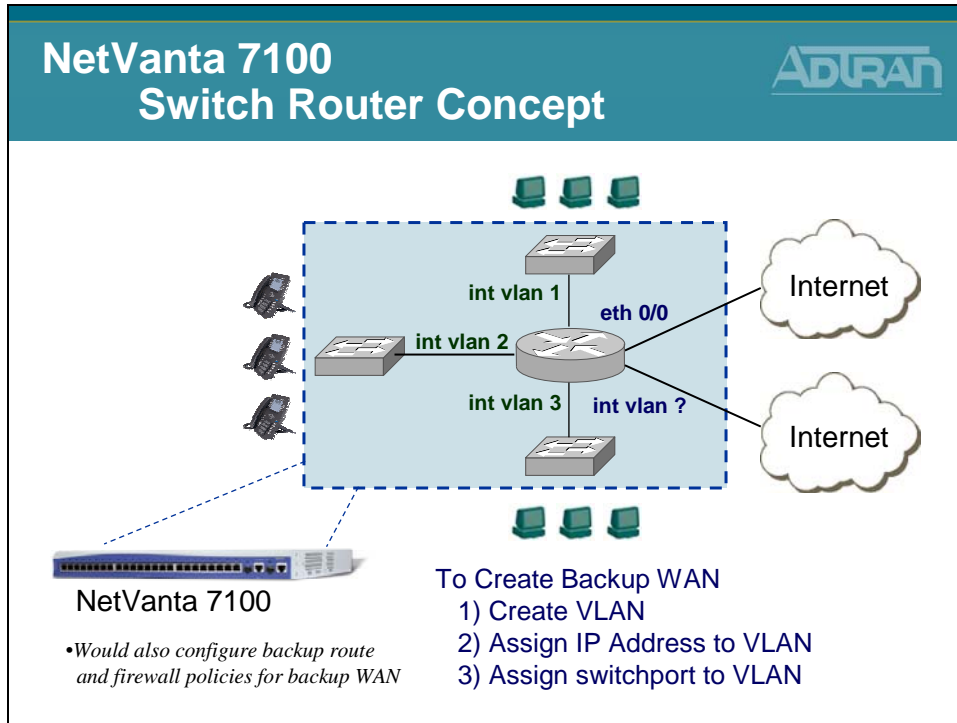 NetVanta 7100
Switch Router Concept
ADTRAN
int vlan 1
eth 0/0
Internet
int vlan 2
int vlan 3
int vlan ?
Internet
NetVanta 7100
•Would also configure backup route
and firewall policies for backup WAN
To Create Backup WAN
1) Create VLAN
2) Assign IP Address to VLAN
3) Assign switchport to VLAN